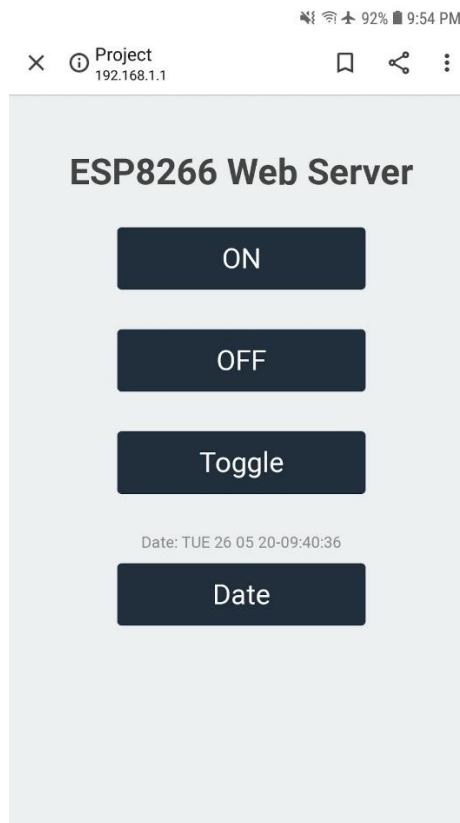 92% 9:54 PM
Project
192.168.1.1
ESP8266 Web Server
ON
OFF
Toggle
Date: TUE 26 05 20-09:40:36
Date